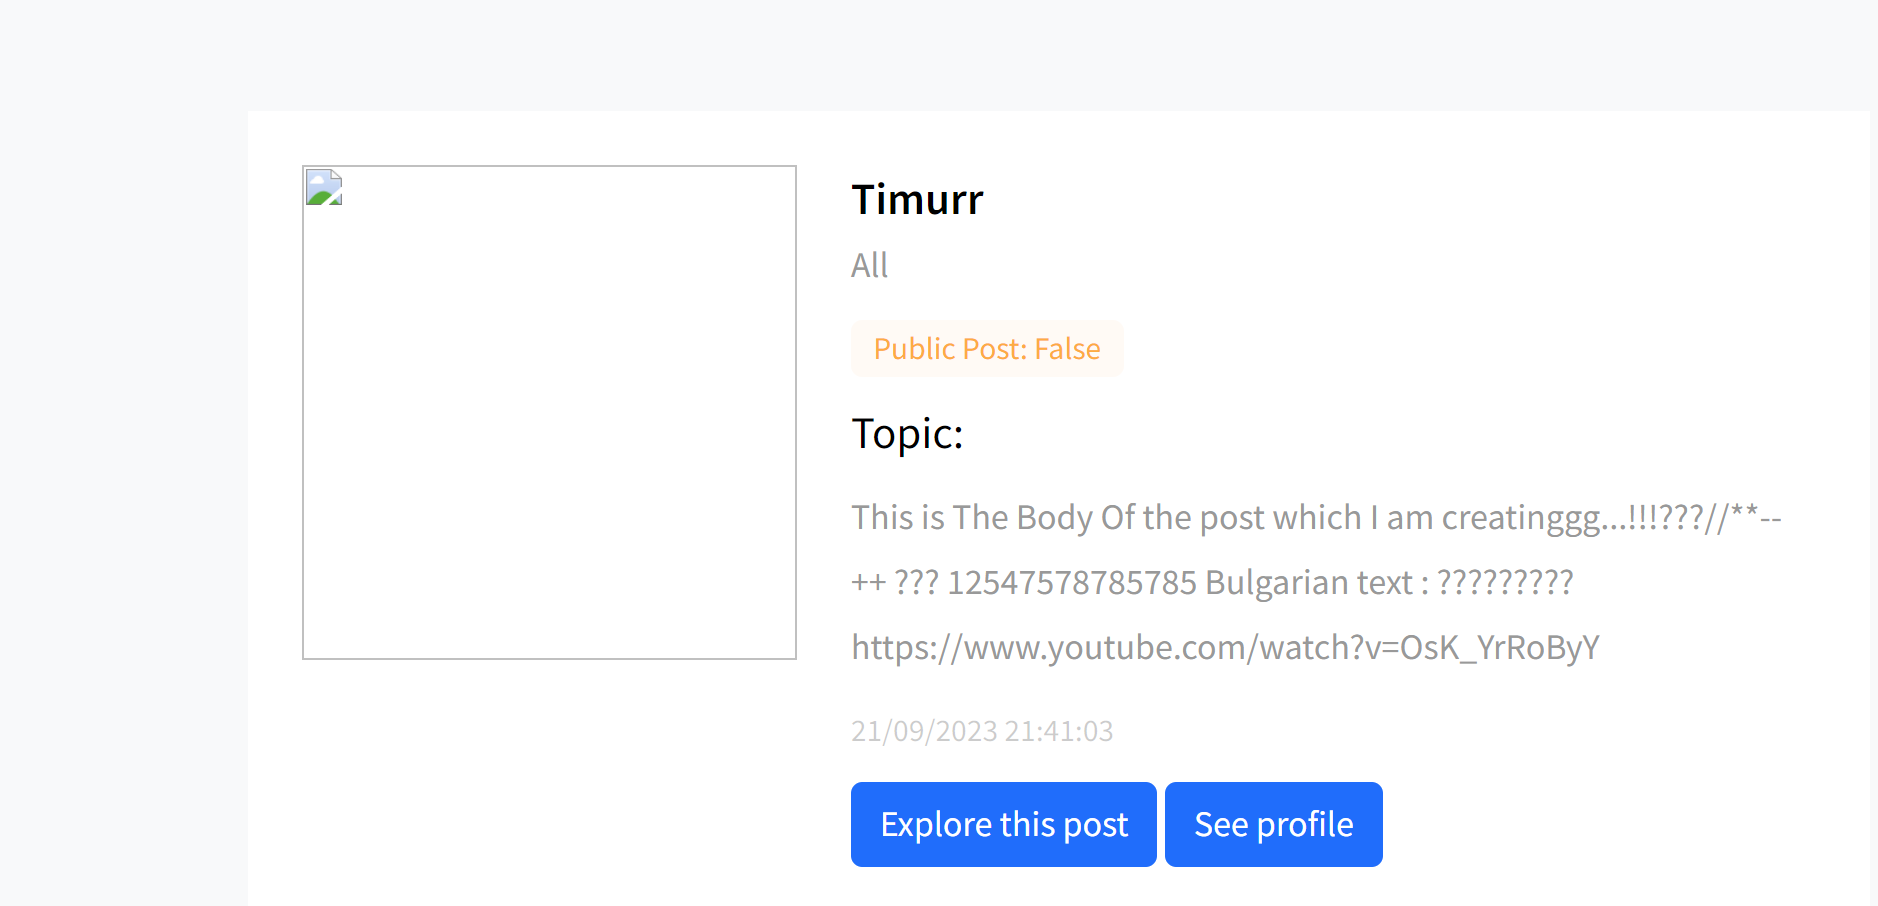 Timurr
All
Public Post: False
Topic:
This is The Body Of the post which I am creatinggg...!!!???//**--
++ ??? 12547578785785 Bulgarian text : ?????????
https://www.youtube.com/watch?v=OsK_YrRoByY
21/09/2023 21:41:03
Explore this post See profile